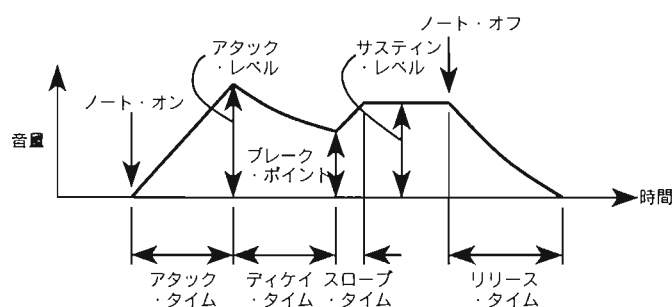 ノート・オフ
アタック
・レベル
サスティン
・レベル
ノート・オン
音量
ブレーク
・ポイント
時間
アタック
・タイム
ディケイ
・タイム
スロープ
・タイム
リリース
・タイム